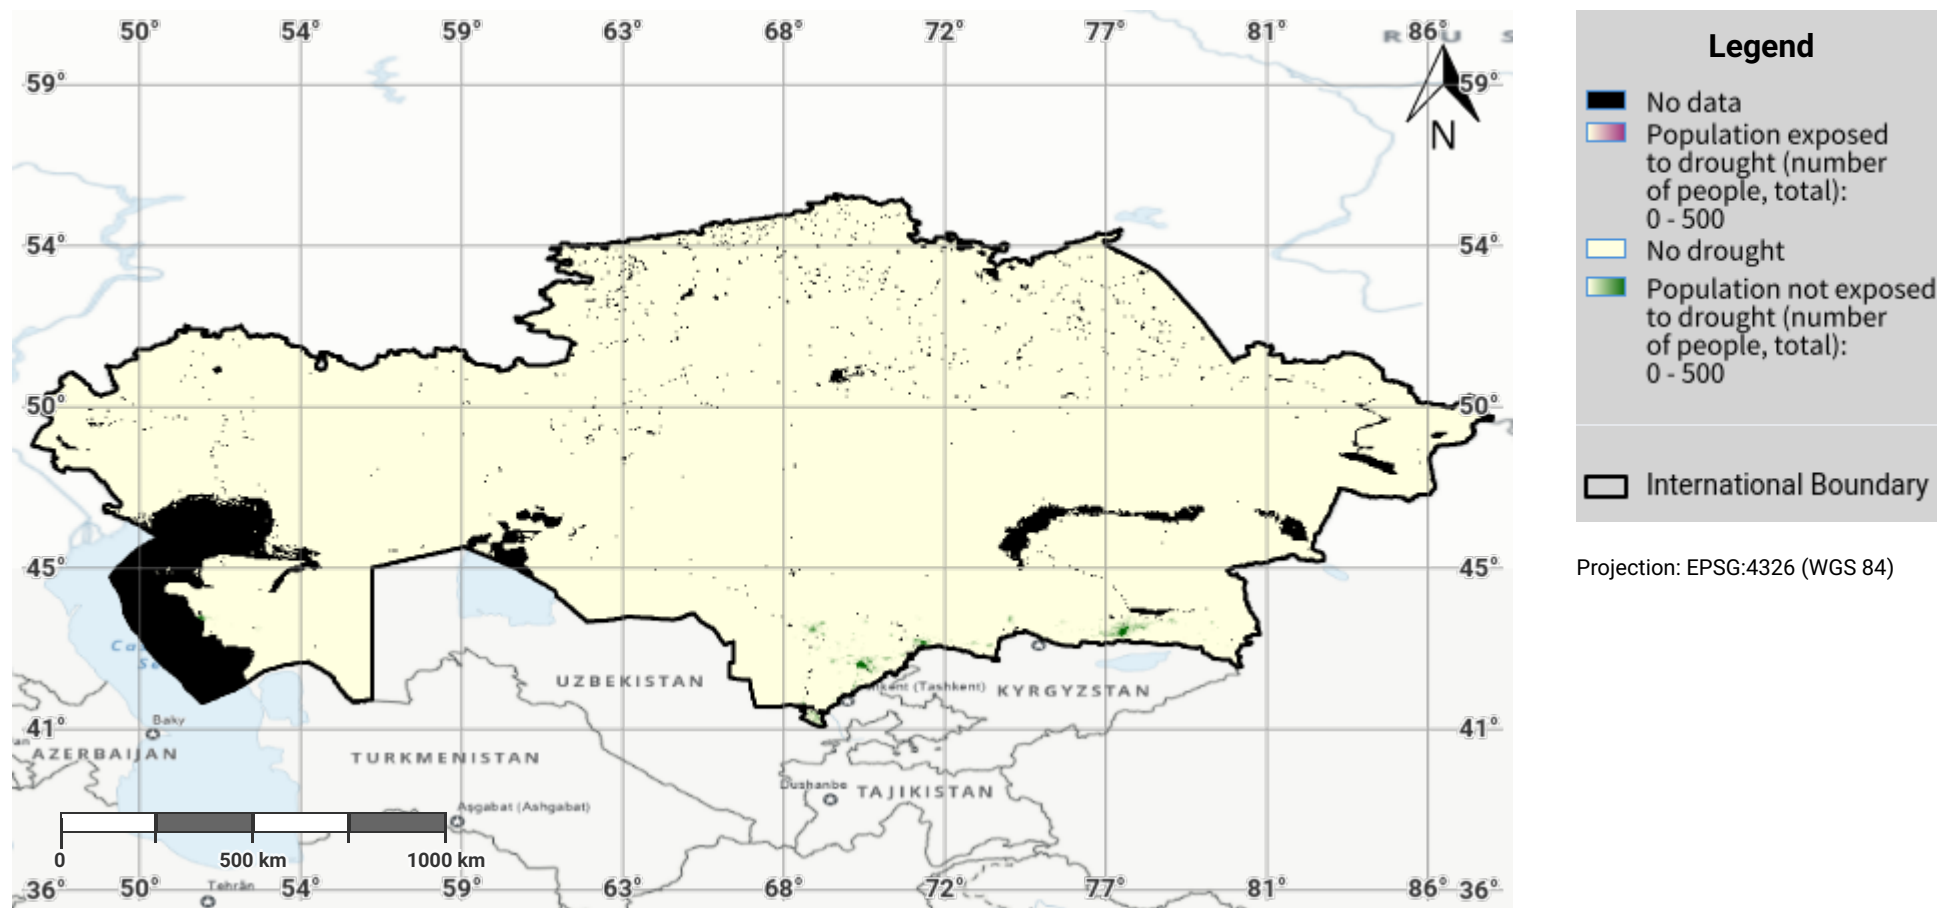 50° 54° 59° 63° 68° 72° 77° 81° 86°
R U S
59° 59°
N
54° 54°
50° 50°
45° 45°
UZBEKISTAN
(Tashkent)
KYRGYZSTAN
41° 41°
Baky
AZERBAIJAN
TURKMENISTAN
Dushanbe
TAJIKISTAN
Aşgabat (Ashgabat)
0 500 km 1000 km
36° 50° 54° 59° 63° 68° 72° 77° 81° 86° 36°
Tehrān
Legend
No data
Population exposed
to drought (number
of people, total):
0 - 500
No drought
Population not exposed
to drought (number
of people, total):
0 - 500
International Boundary
Projection: EPSG:4326 (WGS 84)